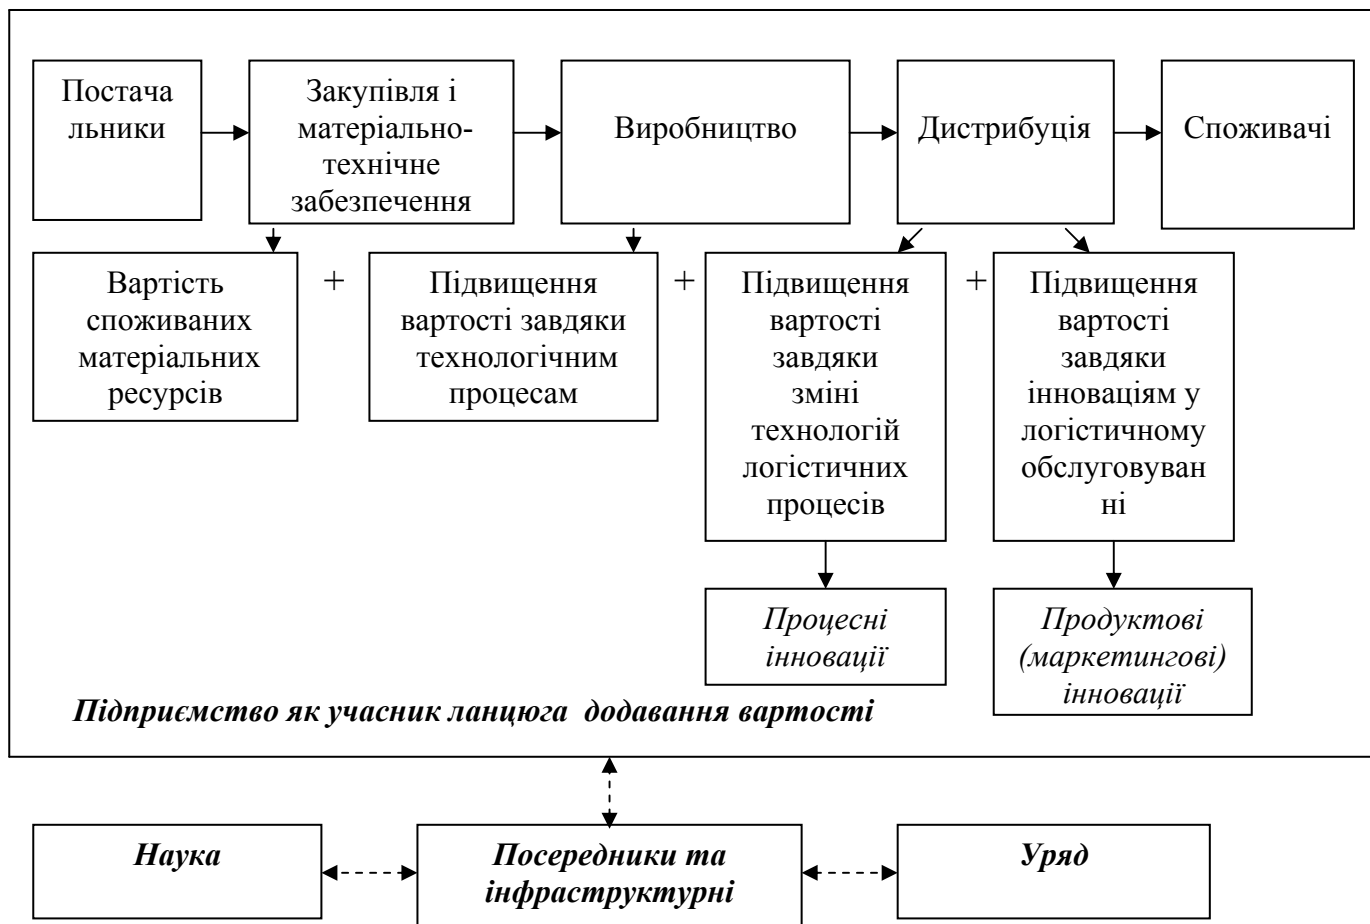 Постача
льники
Закупівля і
матеріально-
технічне
забезпечення
Виробництво
Дистрибуція
Споживачі
Вартість
споживаних
матеріальних
ресурсів
+
Підвищення
вартості завдяки
технологічним
процесам
+
Підвищення
вартості
завдяки
зміні
технологій
логістичних
процесів
+
Підвищення
вартості
завдяки
інноваціям у
логістичному
обслуговуван
ні
Процесні
інновації
Продуктові
(маркетингові)
інновації
Підприємство як учасник ланцюга додавання вартості
Наука
Посередники та
інфраструктурні
Уряд